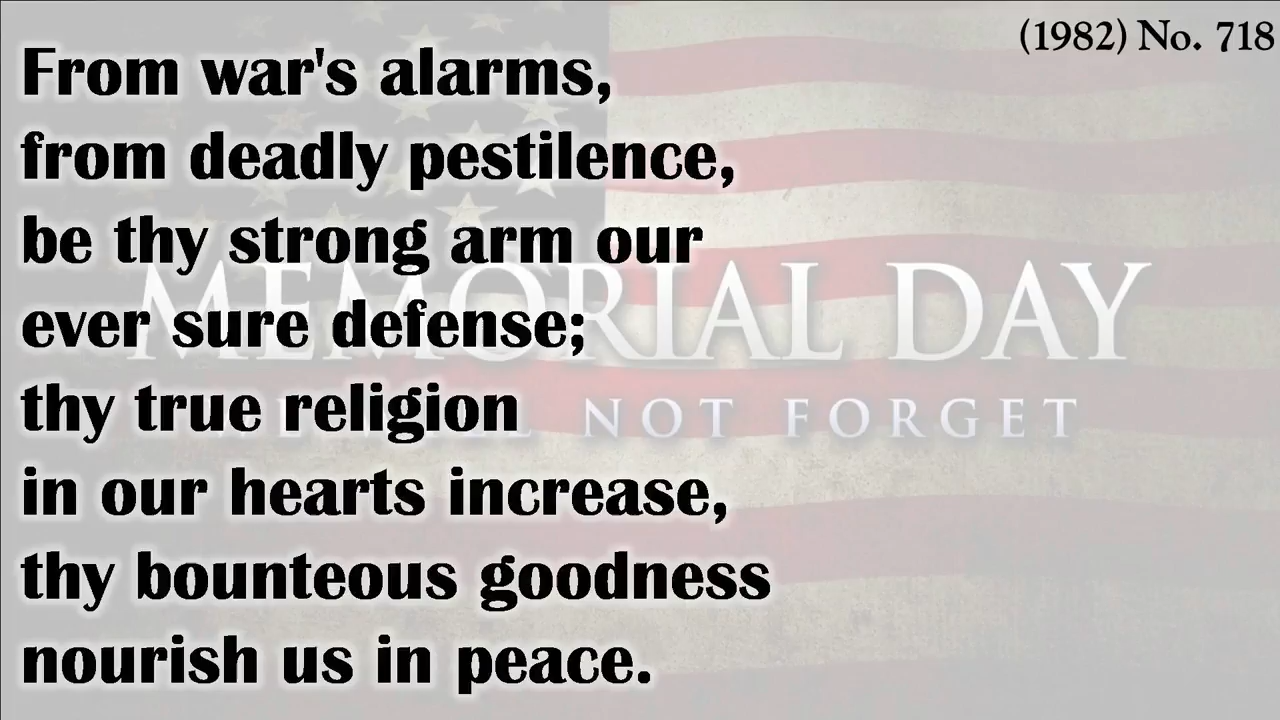 (1982) No. 718
From war's alarms,
from deadly pestilence,
be thy strong arm our
ever sure defense;
thy true religion
in our hearts increase,
thy bounteous goodness
nourish us in peace.
MEMORIAL DAY
NOT FORGET